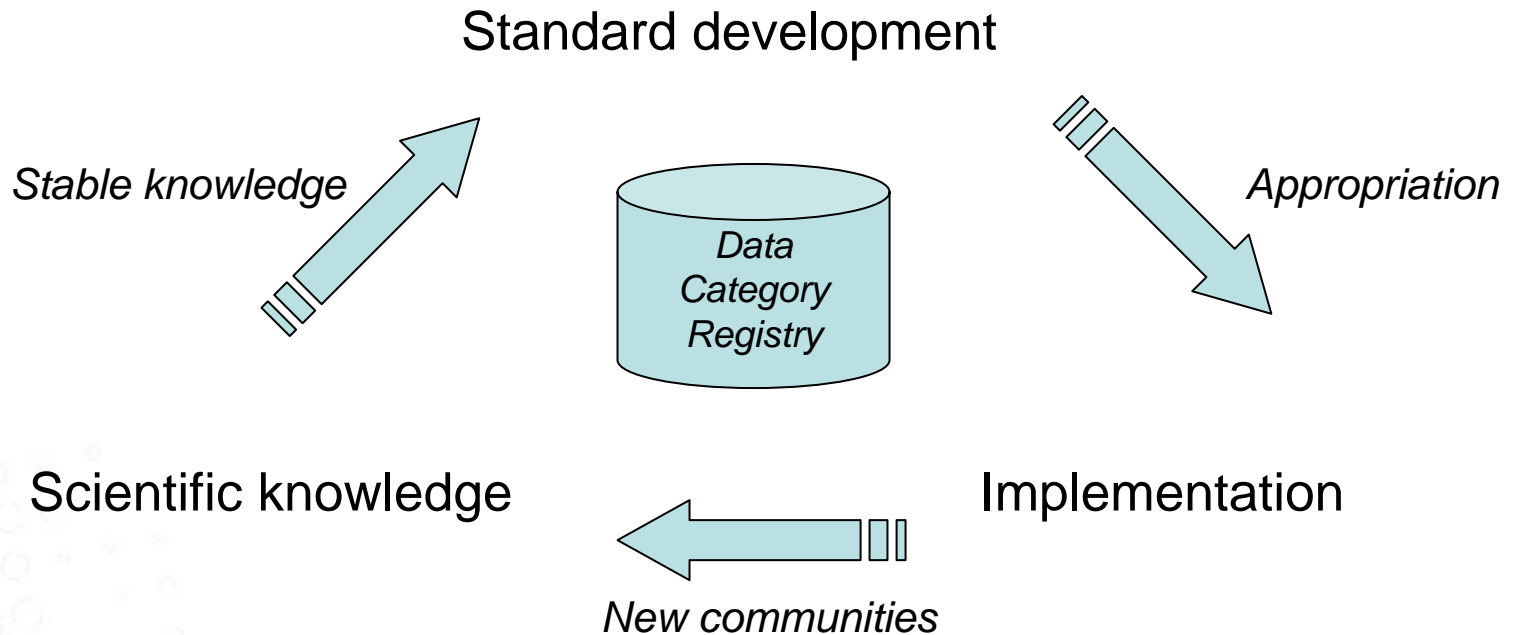 Standard development
Stable knowledge
Appropriation
Data
Category
Registry
Scientific knowledge
Implementation
New communities